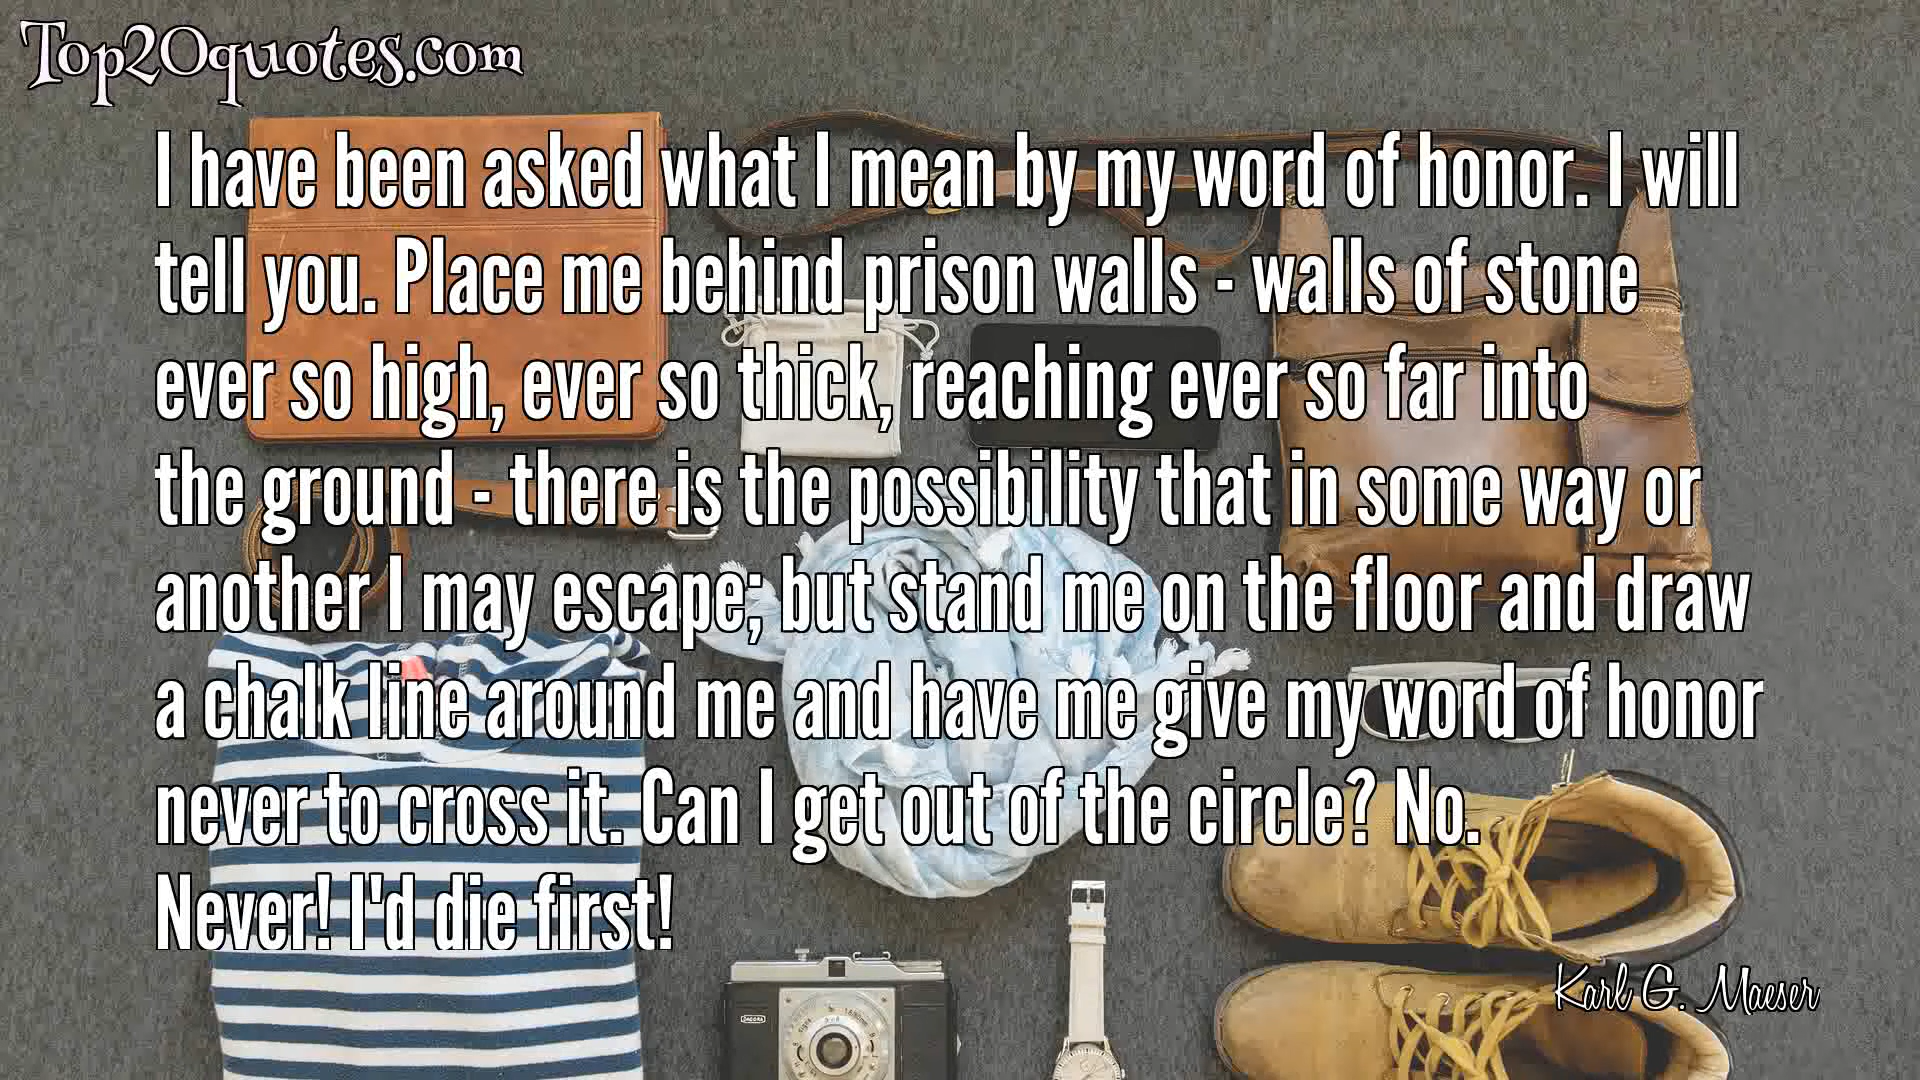 Top20quotes.com
I have been asked what I mean by my word of honor. I will
tell you. Place me behind prison walls - walls of stone
ever so high, ever so thick, reaching ever so far into
the ground - there is the possibility that in some way or
another I may escape; but stand me on the floor and draw
a chalk line around me and have me give my word of honor
never to cross it. Can I get out of the circle? No.
Never! I'd die first!
Karl G. Maeser
DACORA